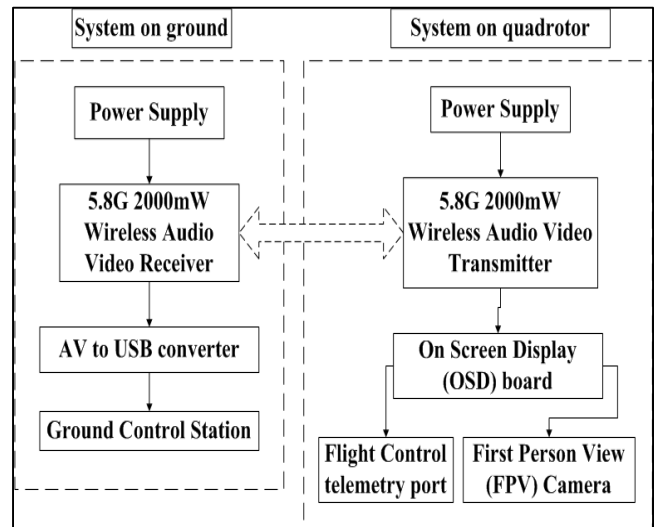 System on ground
Power Supply
5.8G 2000mW
Wireless Audio
Video Receiver
AV to USB converter
Ground Control Station
System on quadrotor
Power Supply
5.8G 2000mW
Wireless Audio Video
Transmitter
On Screen Display
(OSD) board
Flight Control
telemetry port
First Person View
(FPV) Camera